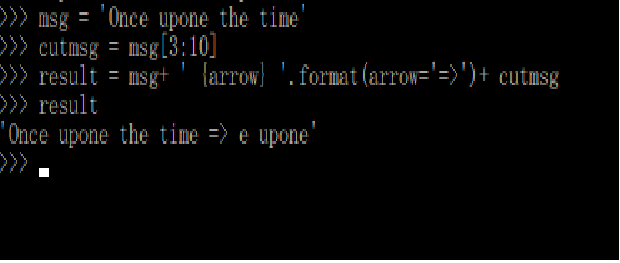 >>> msg = 'Once upone the time'
>>> cutmsg = msg[3:10]
>>> result = msg+ ' {arrow} '.format(arrow='=>')+ cutmsg
>>> result
'Once upone the time => e upone'
>>>